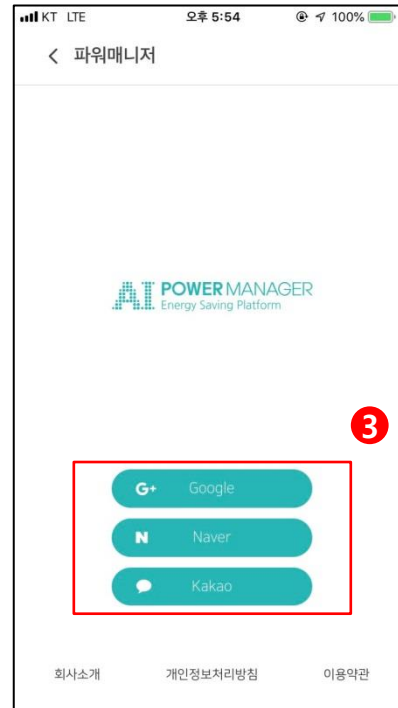 KT LTE 오후 5:54 100%
파워매니저
AI POWER MANAGER
Energy Saving Platform
3
G+ Google
N Naver
Kakao
회사소개 개인정보처리방침 이용약관